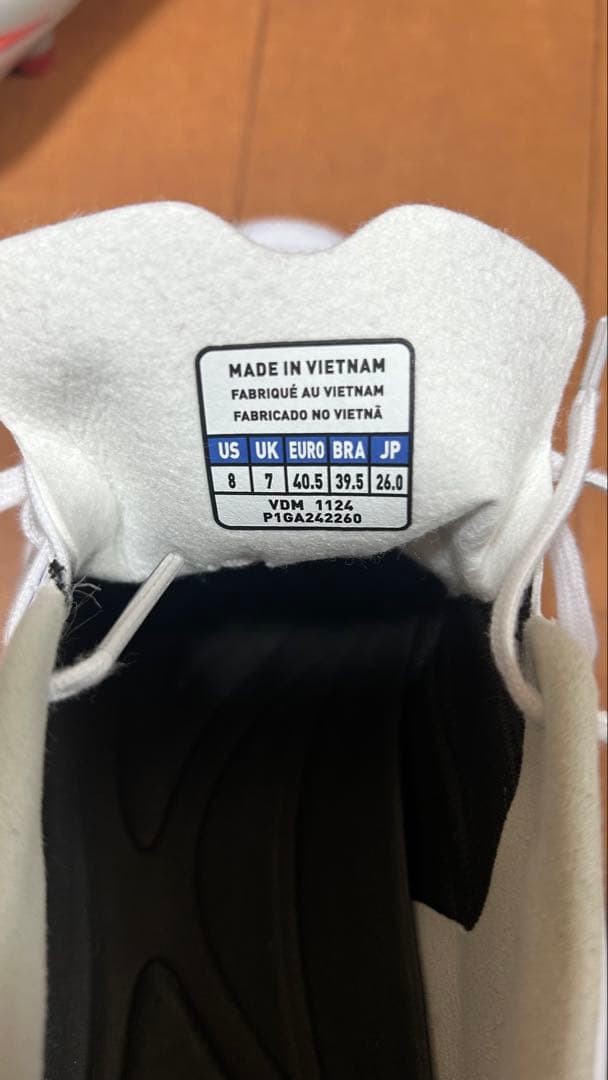 MADE IN VIETNAM
FABRIQUÉ AU VIETNAM
FABRICADO NO VIETNÃ
US UK EURO BRA JP
8 7 40.5 39.5 26.0
VDM 1124
P1GA242260